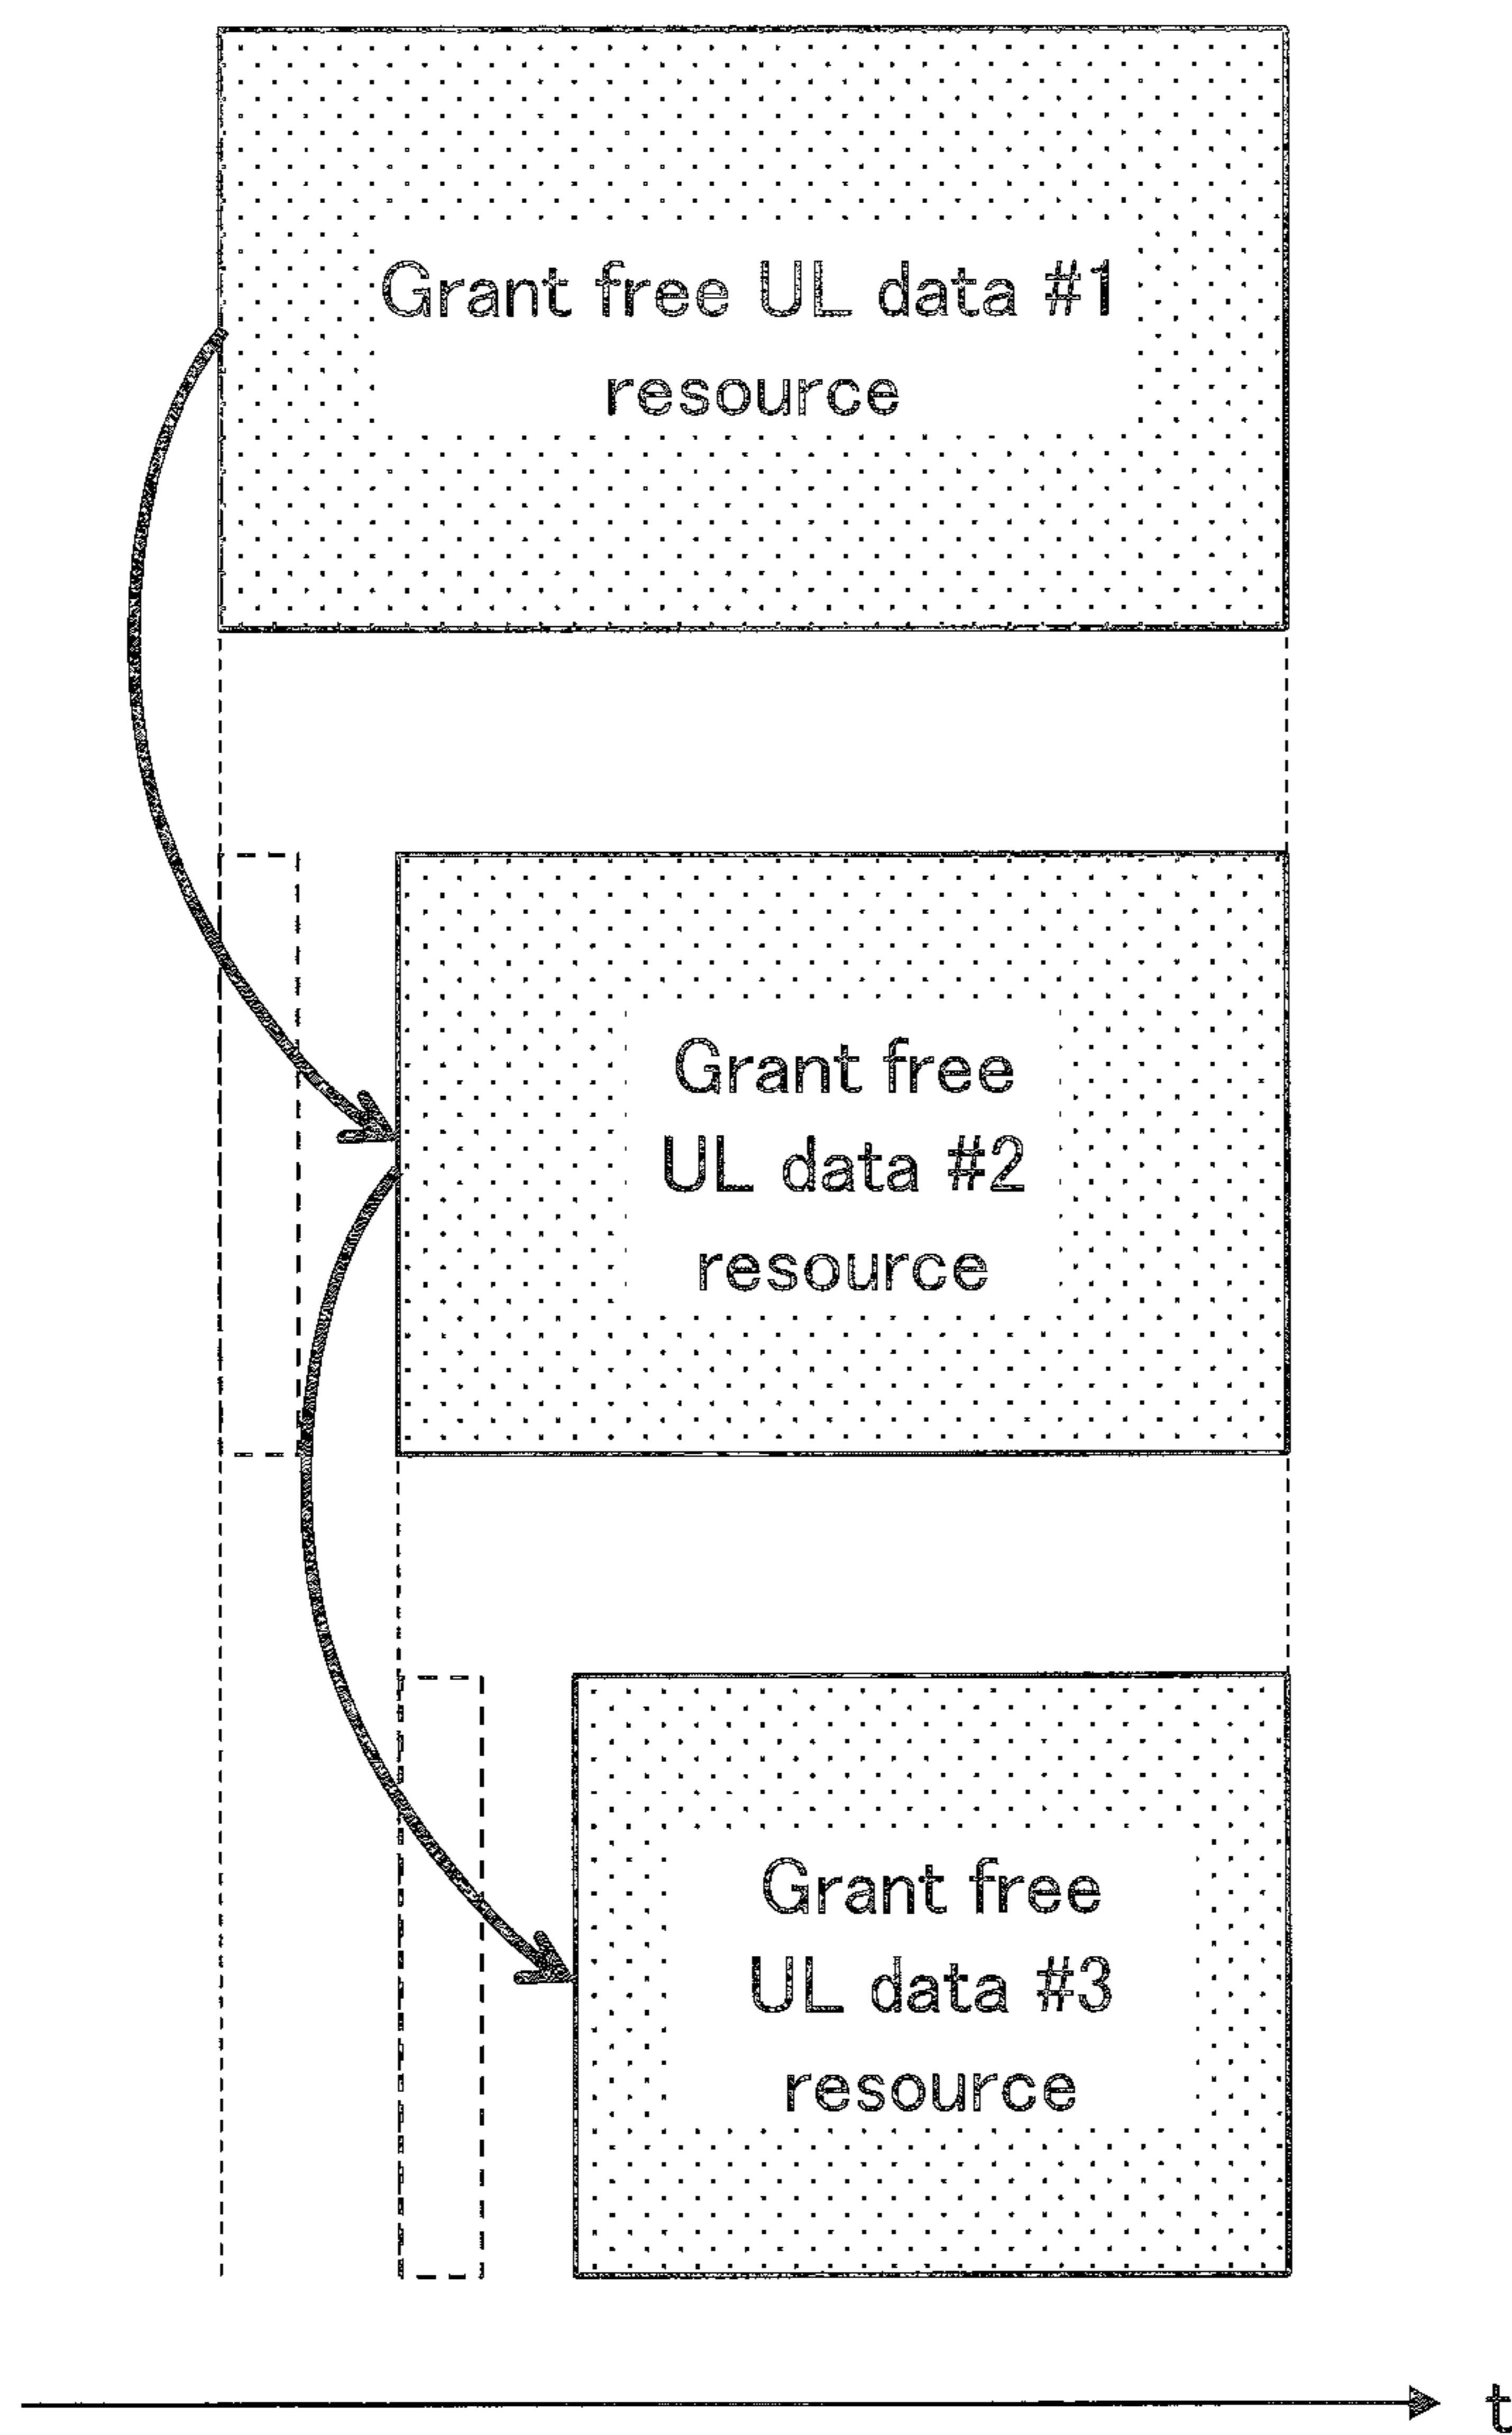 Grant free UL data #1
resource
Grant free
UL data #2
resource
Grant free
UL data #3
resource
t